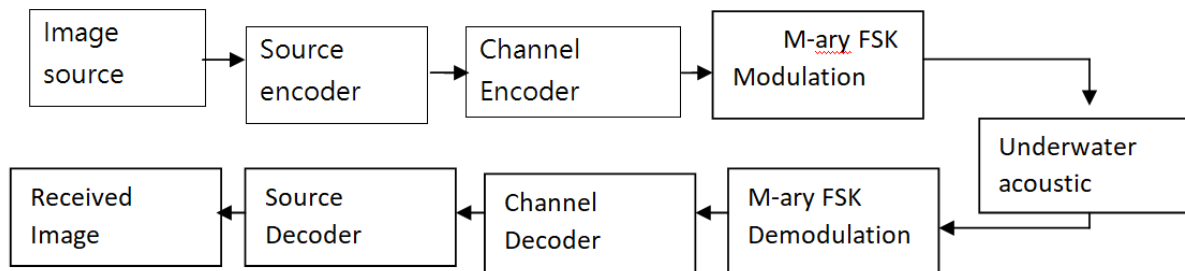 Image
source
Source
encoder
Channel
Encoder
M-ary FSK
Modulation
Underwater
acoustic
M-ary FSK
Demodulation
Channel
Decoder
Source
Decoder
Received
Image